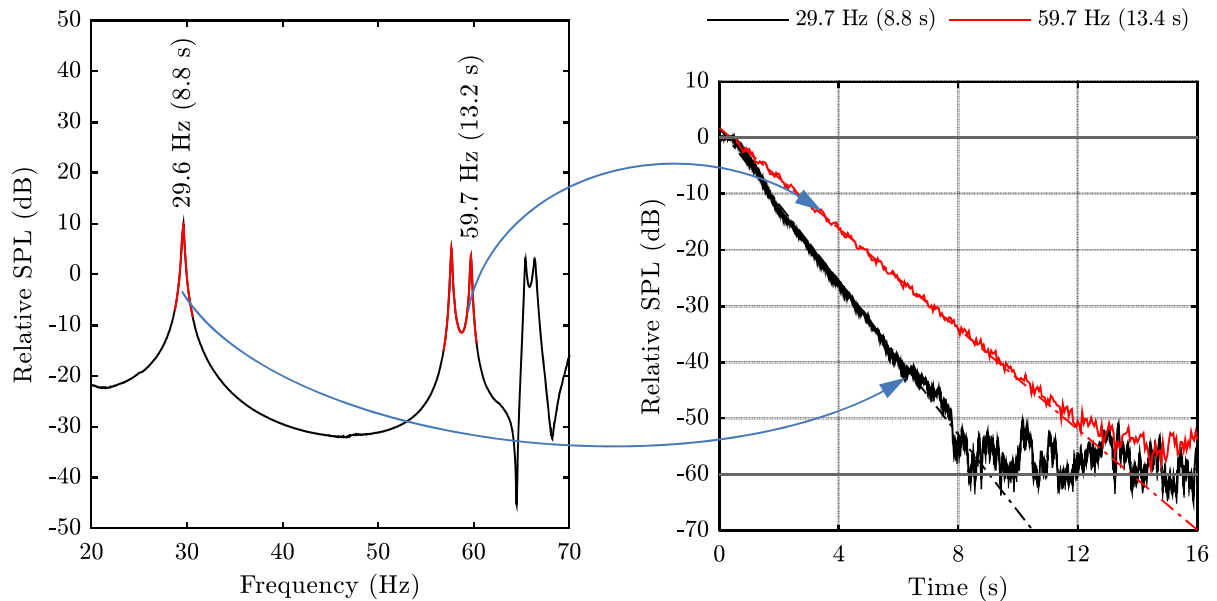 29.7 Hz (8.8 s) 59.7 Hz (13.4 s)
50
40
30
20
10
0
-10
-20
-30
-40
-50
Relative SPL (dB)
29.6 Hz (8.8 s)
59.7 Hz (13.2 s)
20 30 40 50 60 70
Frequency (Hz)
10
0
-10
-20
-30
-40
-50
-60
-70
Relative SPL (dB)
0 4 8 12 16
Time (s)